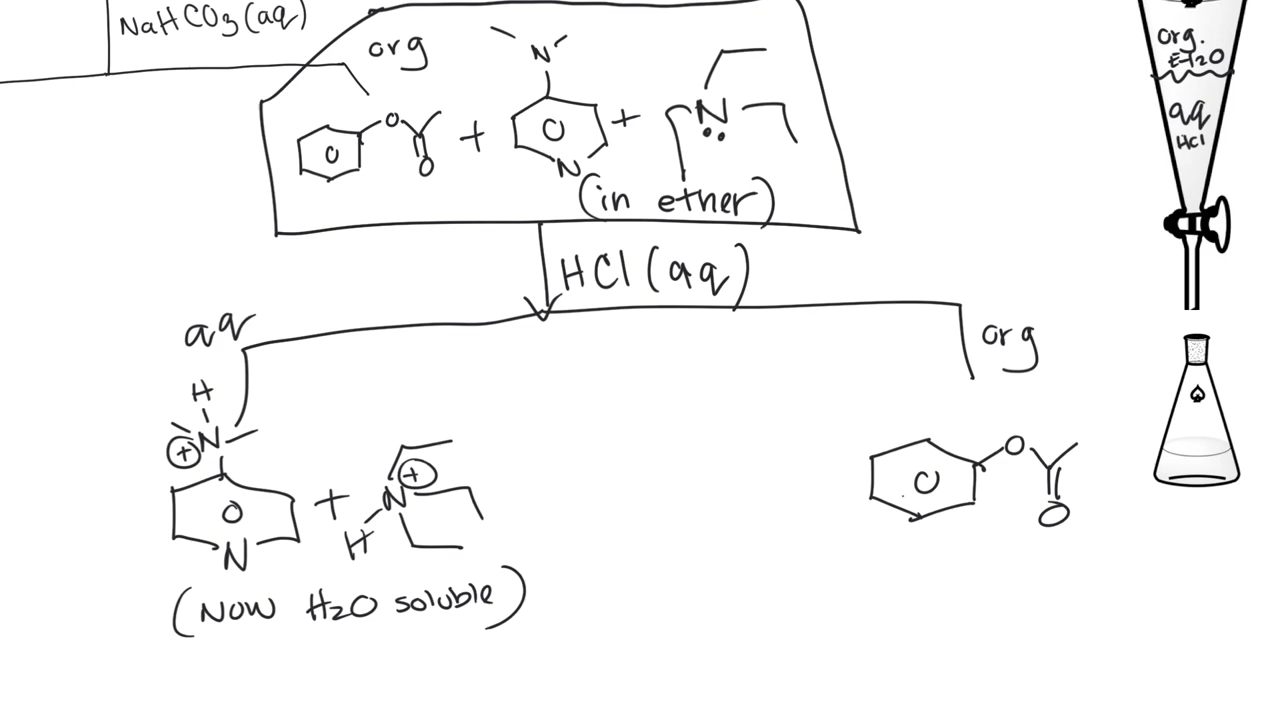 NaHCO3(aq)
org
N
O
O
O
+
O
N
+
N
(in ether)
HCl(aq)
aq
org
H
+
N
O
N
+
+
N
H
(Now H2O soluble)
O
O
O
org.
Et2O
aq
HCl